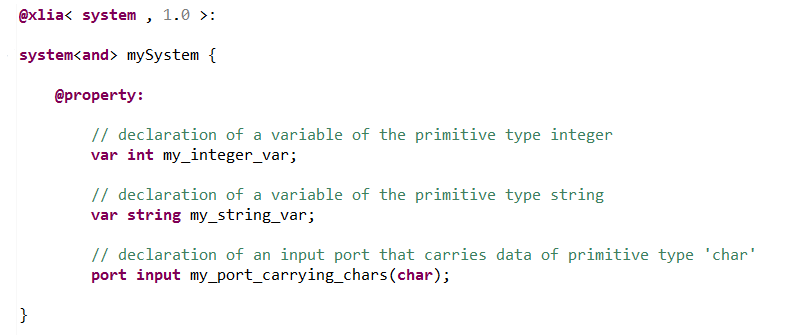 @xlia< system , 1.0 >:
system<and> mySystem {
@property:
// declaration of a variable of the primitive type integer
var int my_integer_var;
// declaration of a variable of the primitive type string
var string my_string_var;
// declaration of an input port that carries data of primitive type 'char'
port input my_port_carrying_chars(char);
}